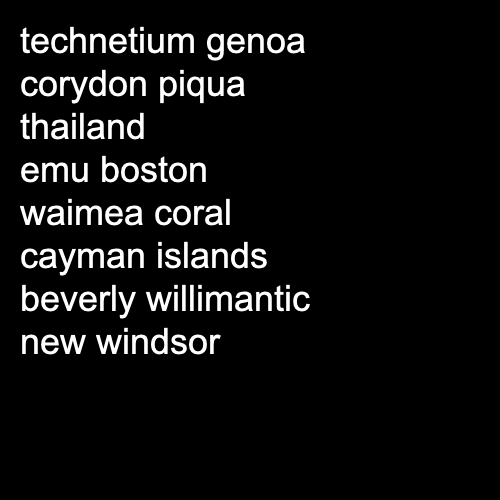 technetium genoa
corydon piqua
thailand
emu boston
waimea coral
cayman islands
beverly willimantic
new windsor